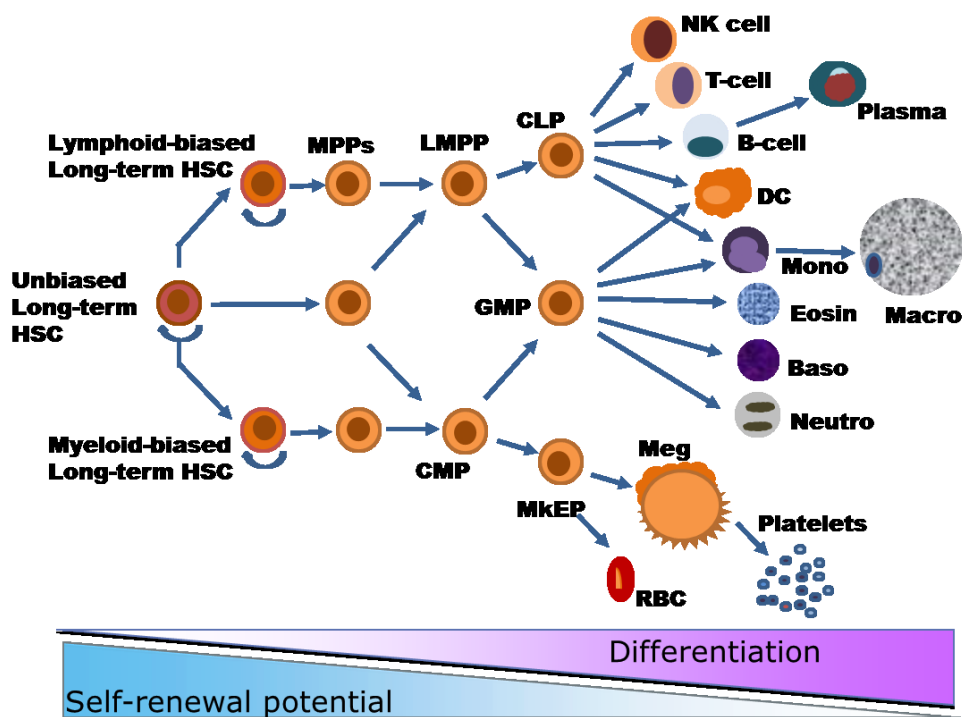 NK cell
T-cell
Plasma
CLP
B-cell
Lymphoid-biased
Long-term HSC
MPPs
LMPP
DC
Mono
Unbiased
Long-term
HSC
GMP
Eosin
Macro
Baso
Neutro
Myeloid-biased
Long-term HSC
CMP
Meg
MkEP
Platelets
RBC
Differentiation
Self-renewal potential